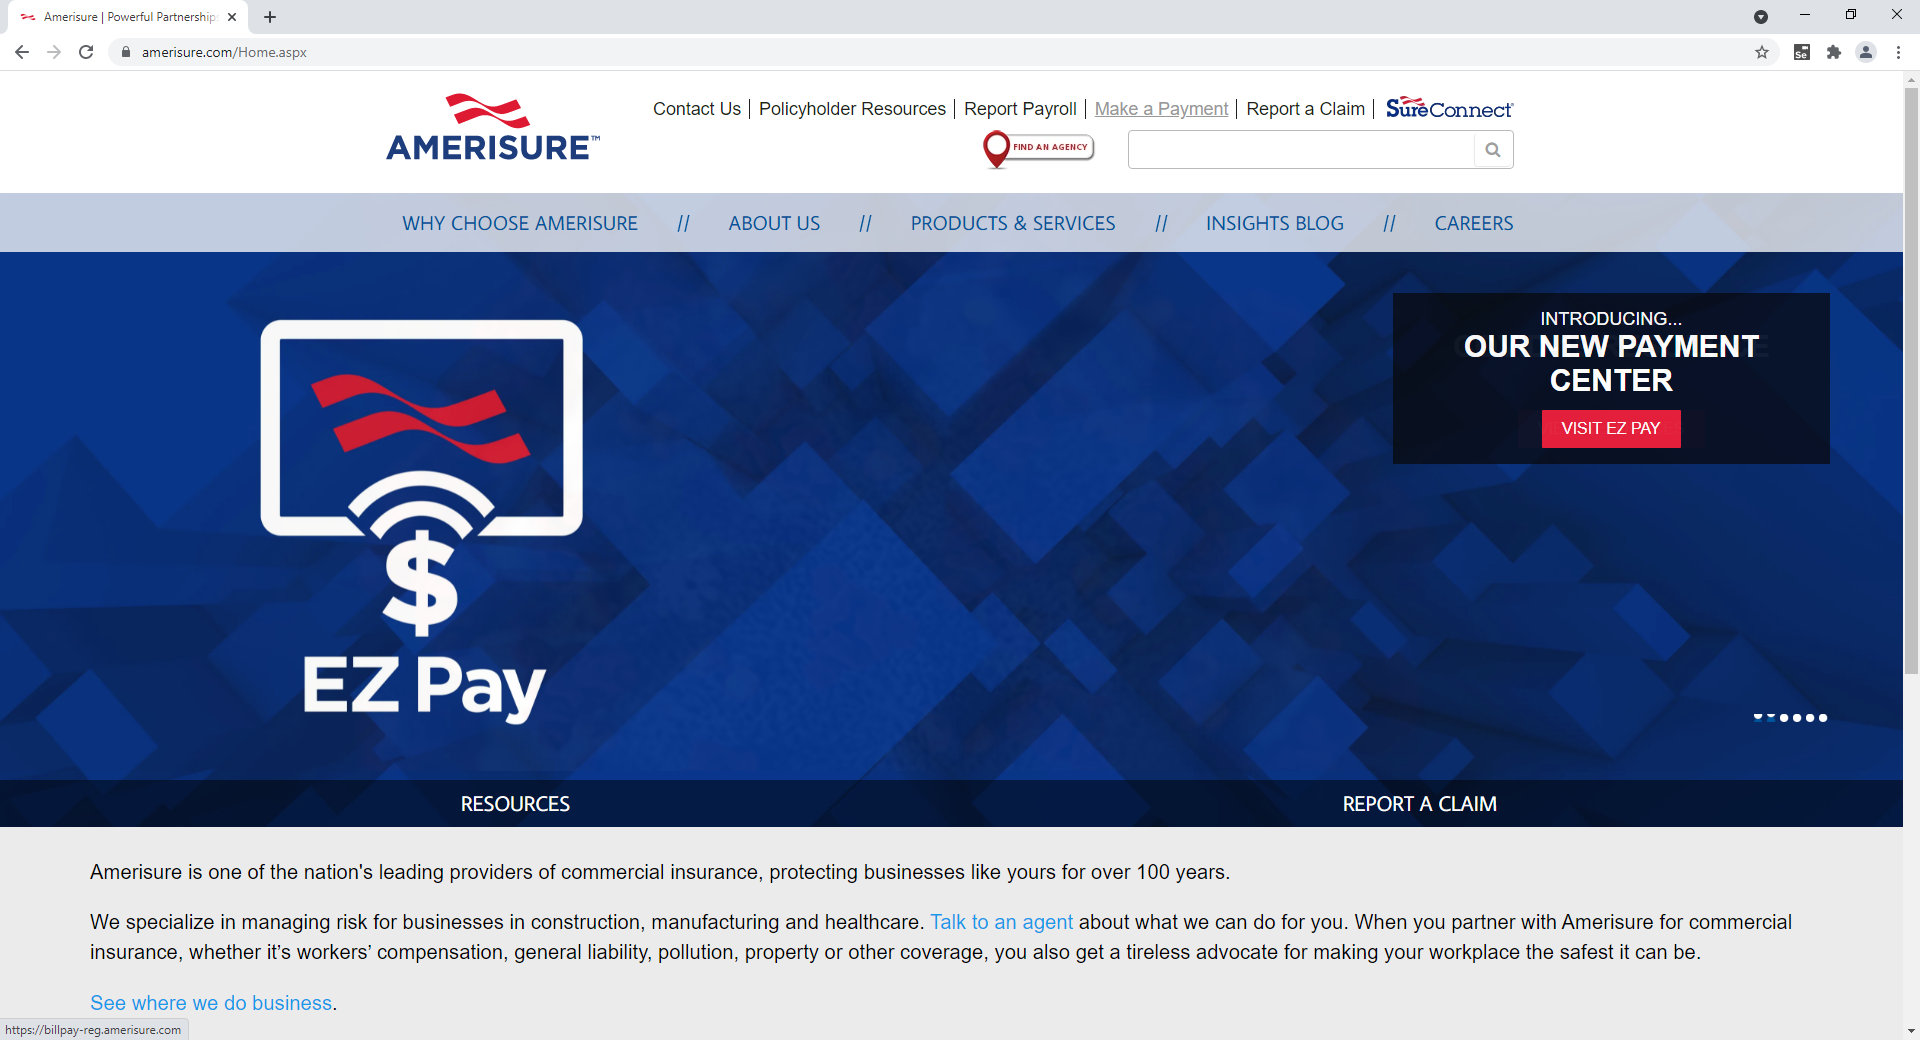 Amerisure | Powerful Partnership
amerisure.com/Home.aspx
AMERISURE™
Contact Us | Policyholder Resources | Report Payroll | Make a Payment | Report a Claim | SureConnect
FIND AN AGENCY
WHY CHOOSE AMERISURE // ABOUT US // PRODUCTS & SERVICES // INSIGHTS BLOG // CAREERS
INTRODUCING...
OUR NEW PAYMENT
CENTER
VISIT EZ PAY
$
EZ Pay
RESOURCES
REPORT A CLAIM
Amerisure is one of the nation's leading providers of commercial insurance, protecting businesses like yours for over 100 years.
We specialize in managing risk for businesses in construction, manufacturing and healthcare. Talk to an agent about what we can do for you. When you partner with Amerisure for commercial
insurance, whether it’s workers’ compensation, general liability, pollution, property or other coverage, you also get a tireless advocate for making your workplace the safest it can be.
See where we do business.
https://billpay-reg.amerisure.com